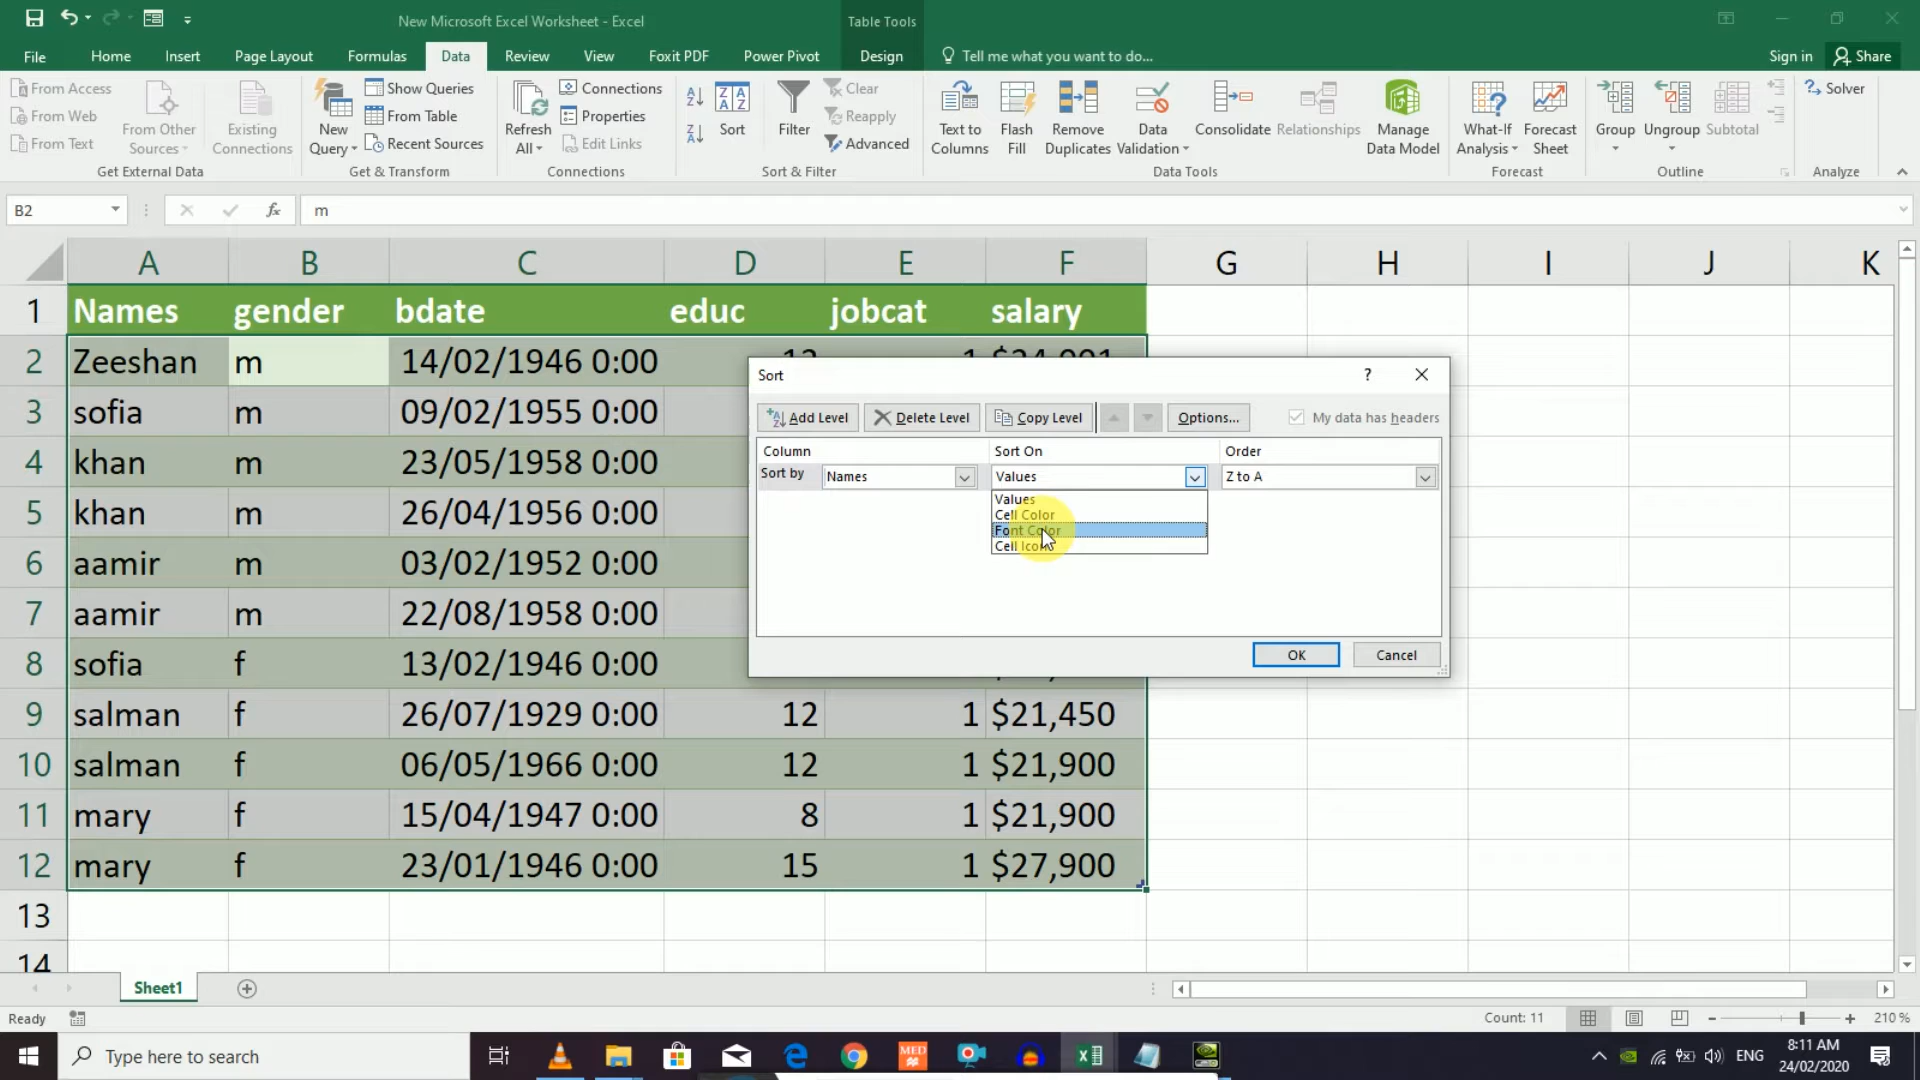 New Microsoft Excel Worksheet - Excel
Table Tools
File Home Insert Page Layout Formulas Data Review View Foxit PDF Power Pivot Design Tell me what you want to do... Sign in Share
From Access
From Web
From Text
From Other Sources
Existing Connections
Get External Data
New Query
Show Queries
From Table
Recent Sources
Get & Transform
Refresh All
Connections
Properties
Edit Links
Connections
Sort
Filter
Clear
Reapply
Advanced
Sort & Filter
Text to Columns
Flash Fill
Remove Duplicates
Data Validation
Consolidate
Relationships
Manage Data Model
Data Tools
What-If Analysis
Forecast Sheet
Forecast
Group
Ungroup
Subtotal
Outline
Solver
Analyze
B2 fx m
A B C D E F G H I J K
1 Names gender bdate educ jobcat salary
2 Zeeshan m 14/02/1946 0:00
3 sofia m 09/02/1955 0:00
4 khan m 23/05/1958 0:00
5 khan m 26/04/1956 0:00
6 aamir m 03/02/1952 0:00
7 aamir m 22/08/1958 0:00
8 sofia f 13/02/1946 0:00
9 salman f 26/07/1929 0:00 12 1 $21,450
10 salman f 06/05/1966 0:00 12 1 $21,900
11 mary f 15/04/1947 0:00 8 1 $21,900
12 mary f 23/01/1946 0:00 15 1 $27,900
13
14
Sort ?
Add Level Delete Level Copy Level Options... My data has headers
Column Sort On Order
Sort by Names Values Z to A
Values
Cell Color
Font Color
Cell Icon
OK Cancel
Sheet1
Ready Count: 11 210 %
Type here to search
MED
ENG
8:11 AM
24/02/2020